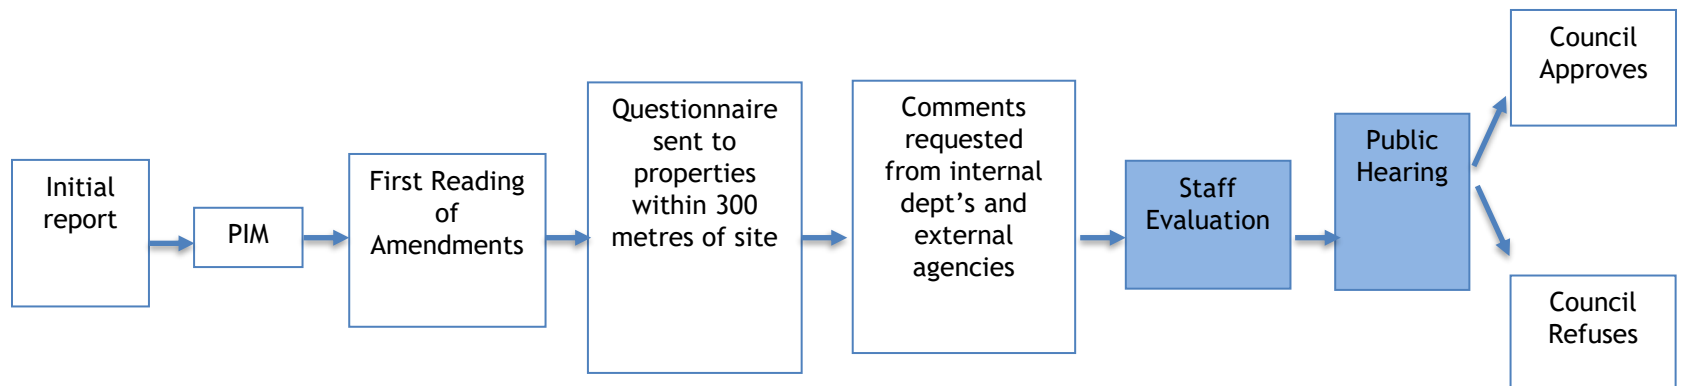 Initial
report
PIM
First Reading
of
Amendments
Questionnaire
sent to
properties
within 300
metres of site
Comments
requested
from internal
dept’s and
external
agencies
Staff
Evaluation
Public
Hearing
Council
Approves
Council
Refuses